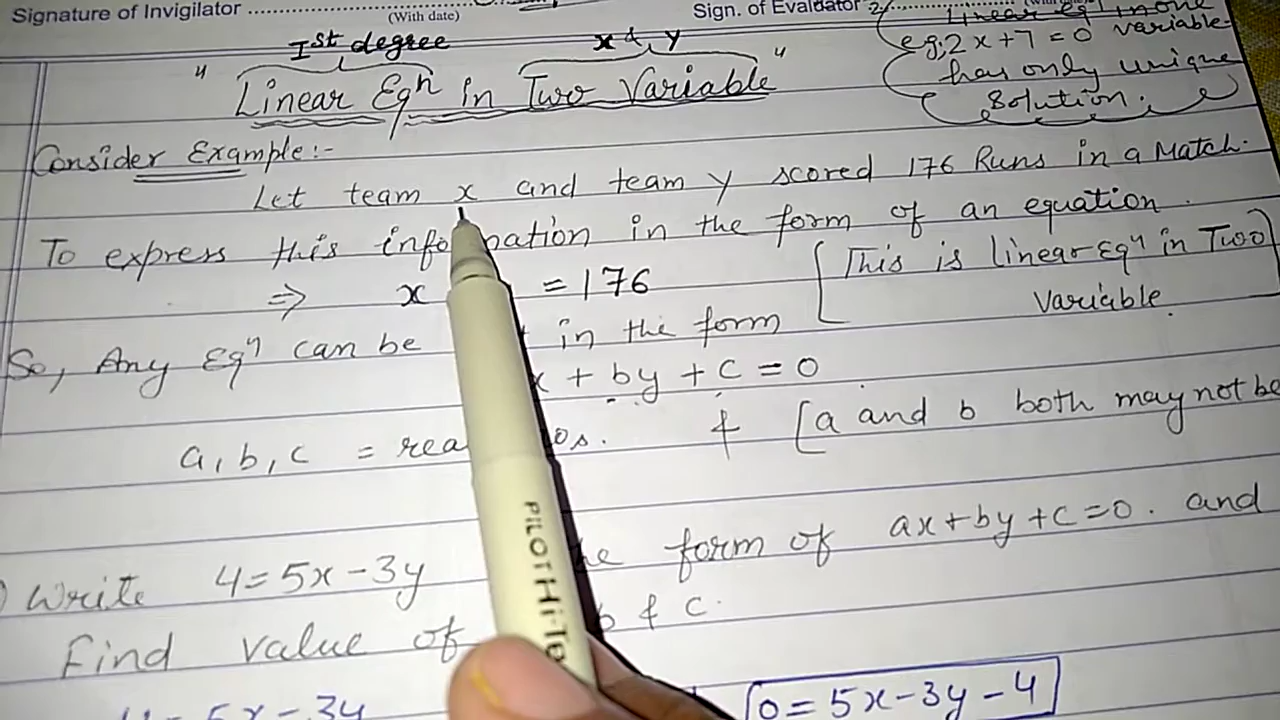 Signature of Invigilator
(With date)
Sign. of Evaluator
Linear Eqⁿ in one
eg; 2x+7=0 variable
has only unique
solution.
Ist degree
x & y
" Linear Eqⁿ in Two Variable "
Consider Example:-
Let team x and team y scored 176 Runs in a Match.
To express this information in the form of an equation.
⇒ x = 176
[This is linear Eqⁿ in Two
Variable.]
So, Any Eqⁿ can be in the form
x + by + c = 0
a, b, c = rea os. & [a and b both may not be
Write 4=5x-3y he form of ax+by+c=0. and
Find value of b & c.
4 = 5x - 3y
0 = 5x-3y-4
PILOT Hi-Te